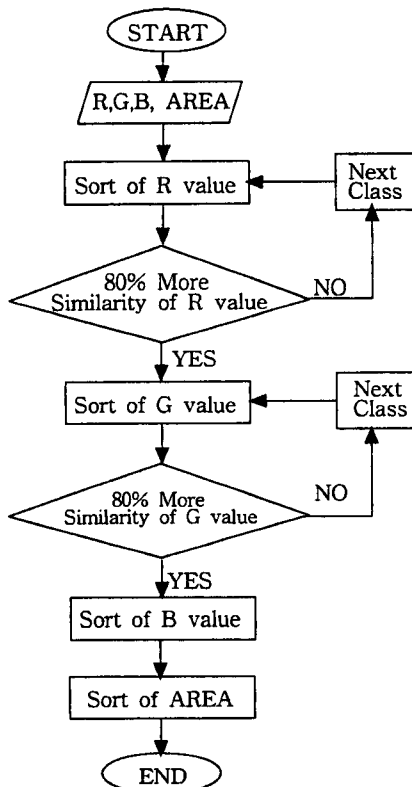 START
R,G,B, AREA
Sort of R value
Next
Class
80% More
Similarity of R value
NO
YES
Sort of G value
Next
Class
80% More
Similarity of G value
NO
YES
Sort of B value
Sort of AREA
END